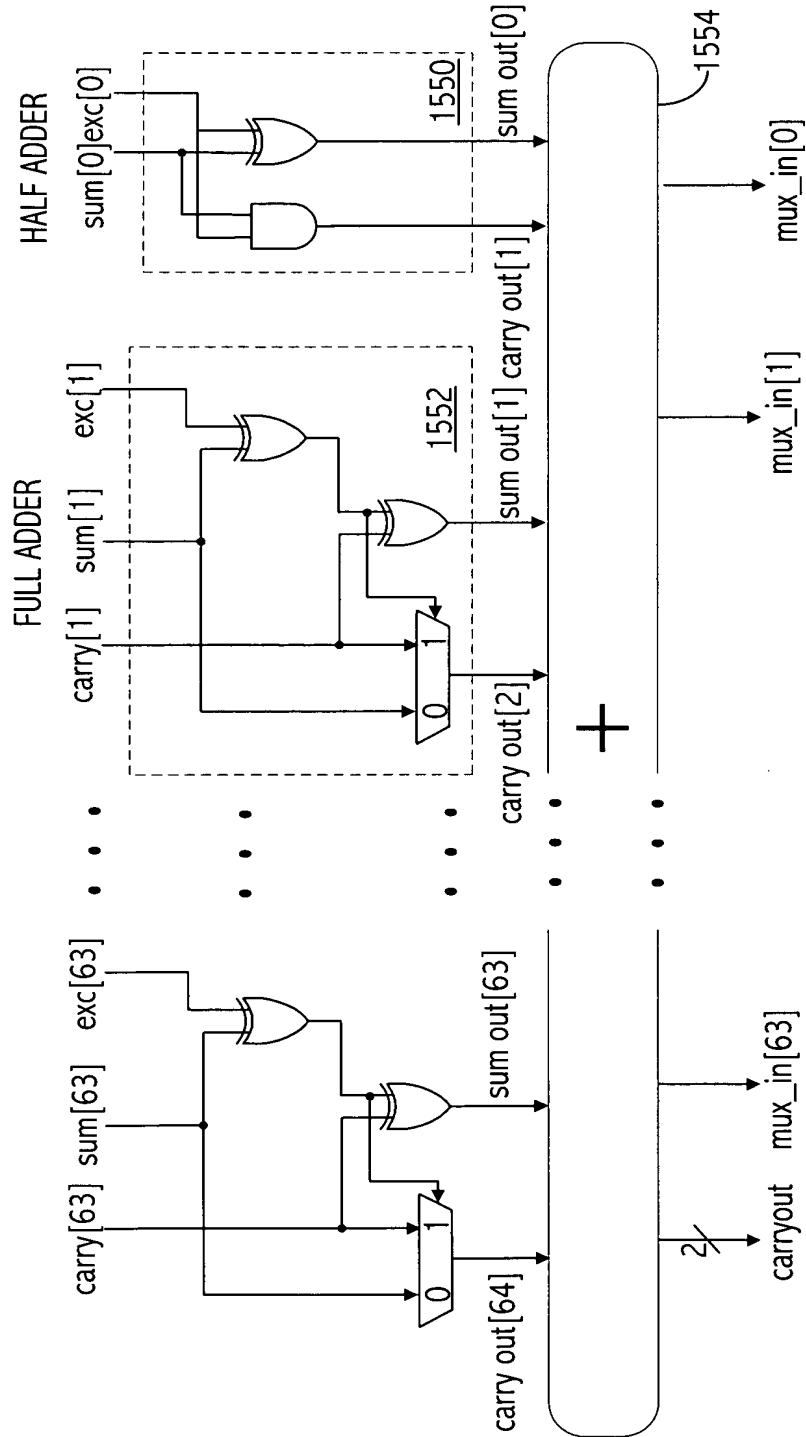 FULL ADDER
HALF ADDER
carry[63]
sum[63]
exc[63]
carry[1]
sum[1]
exc[1]
sum[0]
exc[0]
0 1
0 1
1552
1550
carry out[64]
sum out[63]
carry out[2]
sum out[1]
carry out[1]
sum out[0]
+
1554
2
carryout
mux_in[63]
mux_in[1]
mux_in[0]